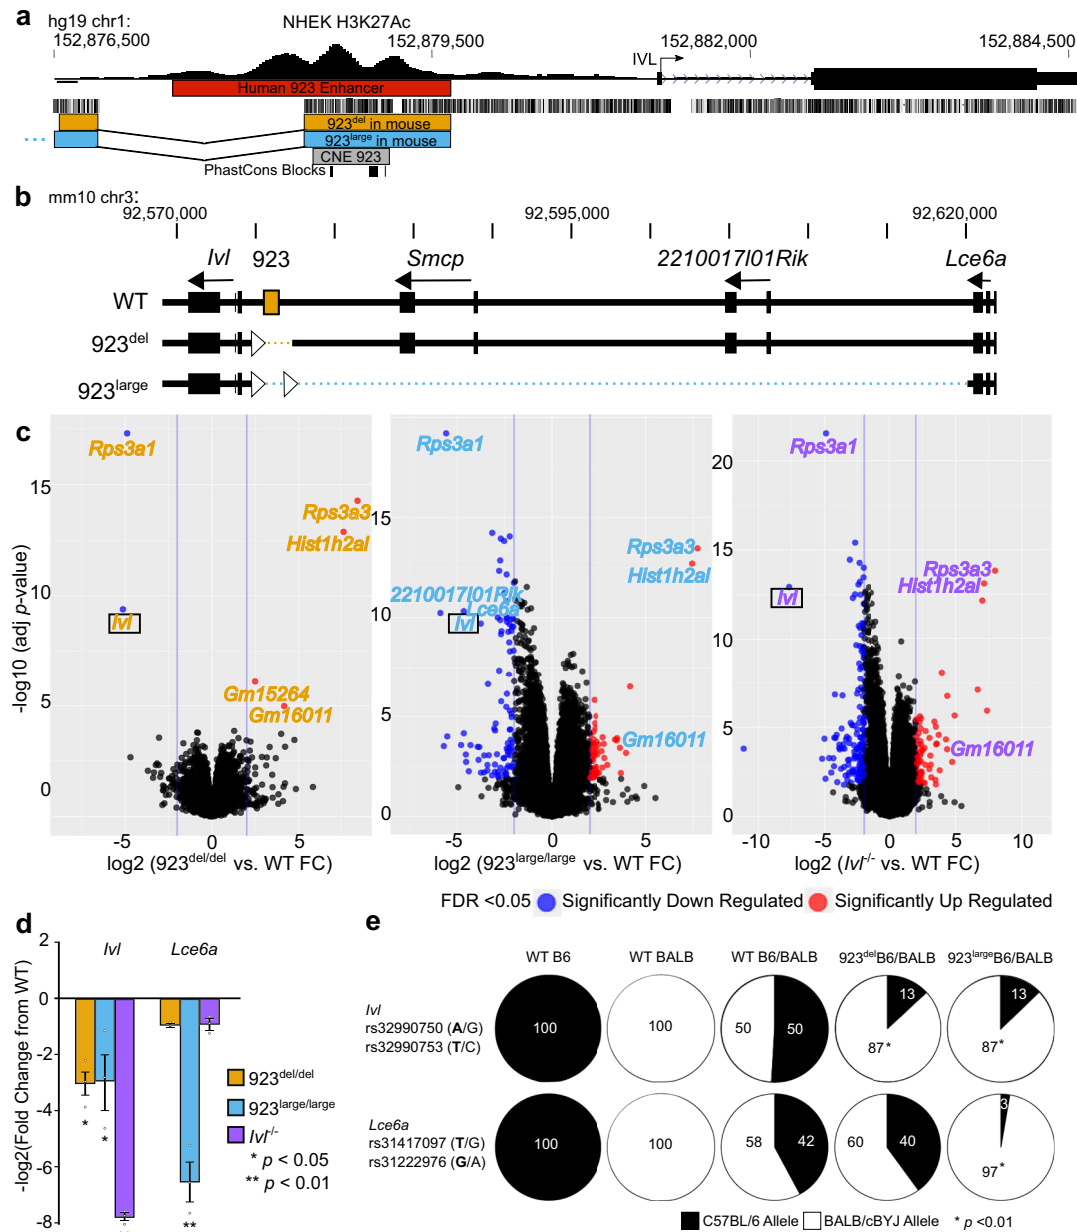 a
hg19 chr1:
NHEK H3K27Ac
152,876,500
152,879,500
152,882,000
152,884,500
IVL
Human 923 Enhancer
923del in mouse
923large in mouse
CNE 923
PhastCons Blocks
b
mm10 chr3:
92,570,000
92,595,000
92,620,000
Ivl
923
Smcp
2210017I01Rik
Lce6a
WT
923del
923large
c
-log10 (adj p-value)
Rps3a1
Rps3a3
Hist1h2al
Ivl
Gm15264
Gm16011
15
10
5
0
-5
0
5
log2 (923del/del vs. WT FC)
Rps3a1
Rps3a3
Hist1h2al
2210017I01Rik
Lce6a
Ivl
Gm16011
15
10
5
0
-5
0
5
log2 (923large/large vs. WT FC)
Rps3a1
Rps3a3
Hist1h2al
Ivl
Gm16011
20
15
10
5
0
-10
-5
0
5
10
log2 (Ivl-/- vs. WT FC)
FDR <0.05
Significantly Down Regulated
Significantly Up Regulated
d
-log2(Fold Change from WT)
2
0
-2
-4
-6
-8
Ivl
Lce6a
*
*
**
923del/del
923large/large
Ivl-/-
* p < 0.05
** p < 0.01
e
WT B6
WT BALB
WT B6/BALB
923delB6/BALB
923largeB6/BALB
Ivl
rs32990750 (A/G)
rs32990753 (T/C)
100
100
50
50
13
87*
13
87*
Lce6a
rs31417097 (T/G)
rs31222976 (G/A)
100
100
58
42
60
40
3
97*
C57BL/6 Allele
BALB/cBYJ Allele
* p <0.01